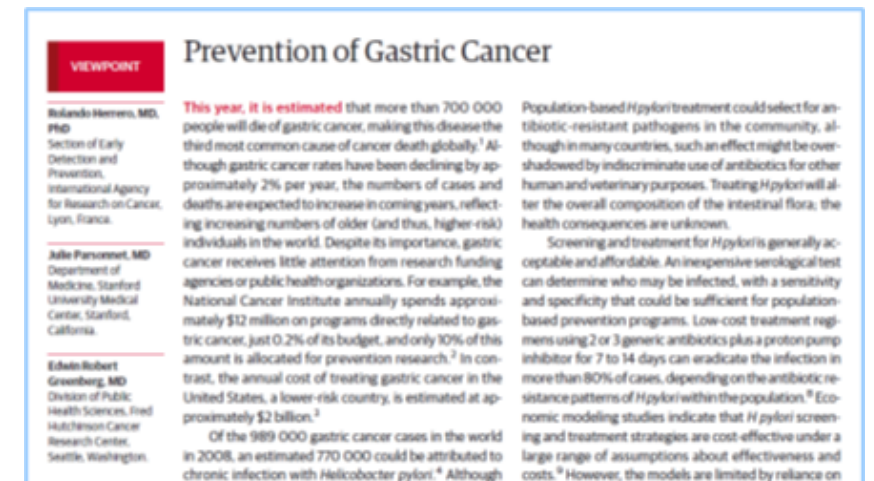 VIEWPOINT
Prevention of Gastric Cancer
Rolando Herrero, MD,
PhD
Section of Early
Detection and
Prevention,
International Agency
for Research on Cancer,
Lyon, France.
Julie Parsonnet, MD
Department of
Medicine, Stanford
University Medical
Center, Stanford,
California.
Edwin Robert
Greenberg, MD
Division of Public
Health Sciences, Fred
Hutchinson Cancer
Research Center,
Seattle, Washington.
This year, it is estimated that more than 700 000
people will die of gastric cancer, making this disease the
third most common cause of cancer death globally.1 Al-
though gastric cancer rates have been declining by ap-
proximately 2% per year, the numbers of cases and
deaths are expected to increase in coming years, reflect-
ing increasing numbers of older (and thus, higher-risk)
individuals in the world. Despite its importance, gastric
cancer receives little attention from research funding
agencies or public health organizations. For example, the
National Cancer Institute annually spends approxi-
mately $12 million on programs directly related to gas-
tric cancer, just 0.2% of its budget, and only 10% of this
amount is allocated for prevention research.2 In con-
trast, the annual cost of treating gastric cancer in the
United States, a lower-risk country, is estimated at ap-
proximately $2 billion.3
Of the 989 000 gastric cancer cases in the world
in 2008, an estimated 770 000 could be attributed to
chronic infection with Helicobacter pylori.4 Although
Population-based H pylori treatment could select for an-
tibiotic-resistant pathogens in the community, al-
though in many countries, such an effect might be over-
shadowed by indiscriminate use of antibiotics for other
human and veterinary purposes. Treating H pylori will al-
ter the overall composition of the intestinal flora; the
health consequences are unknown.
Screening and treatment for H pylori is generally ac-
ceptable and affordable. An inexpensive serological test
can determine who may be infected, with a sensitivity
and specificity that could be sufficient for population-
based prevention programs. Low-cost treatment regi-
mens using 2 or 3 generic antibiotics plus a proton pump
inhibitor for 7 to 14 days can eradicate the infection in
more than 80% of cases, depending on the antibiotic re-
sistance patterns of H pylori within the population.8 Eco-
nomic modeling studies indicate that H pylori screen-
ing and treatment strategies are cost-effective under a
large range of assumptions about effectiveness and
costs.9 However, the models are limited by reliance on